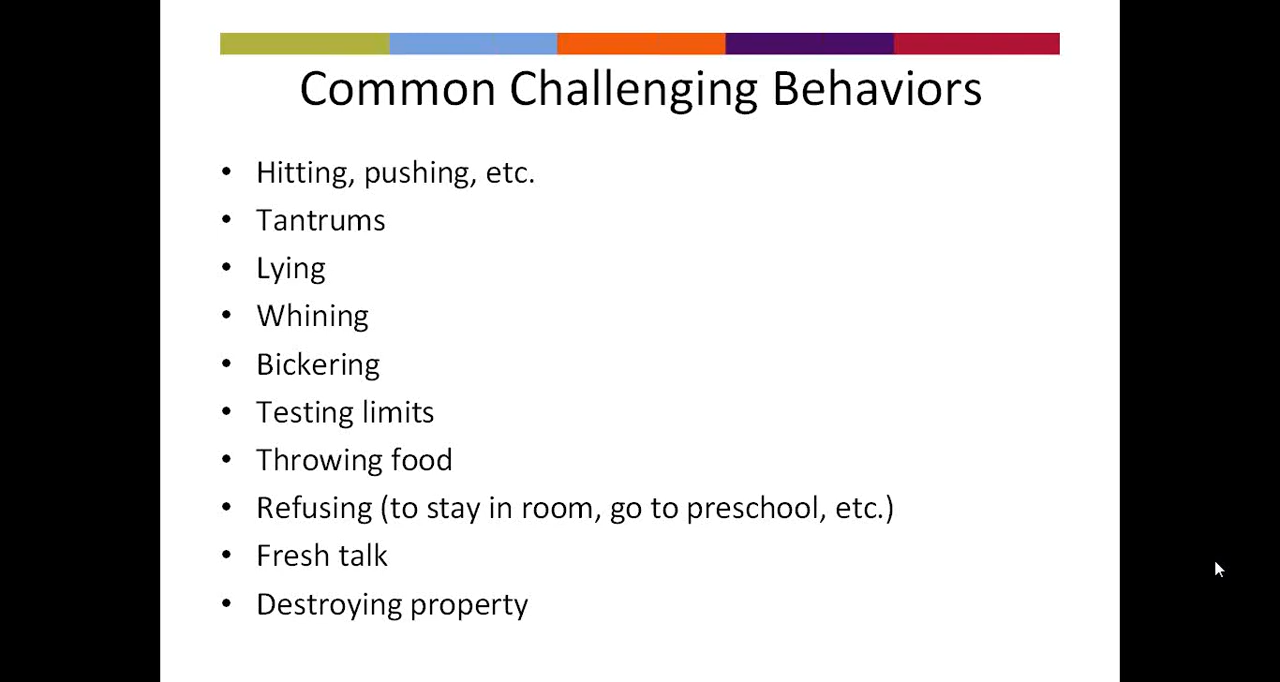 Common Challenging Behaviors
• Hitting, pushing, etc.
• Tantrums
• Lying
• Whining
• Bickering
• Testing limits
• Throwing food
• Refusing (to stay in room, go to preschool, etc.)
• Fresh talk
• Destroying property